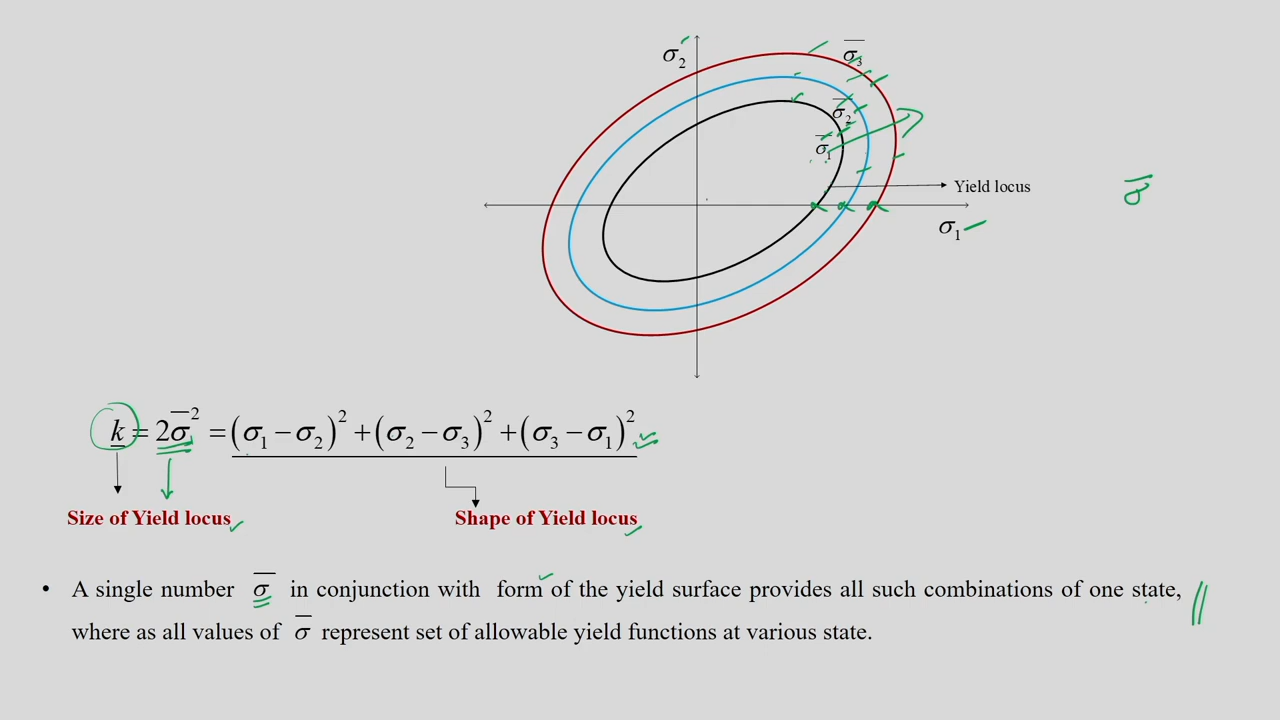 σ₂
σ̄₃
σ̄₂
σ̄₁
Yield locus
σ̄
σ₁
k = 2σ̄² = (σ₁ − σ₂)² + (σ₂ − σ₃)² + (σ₃ − σ₁)²
Size of Yield locus
Shape of Yield locus
• A single number σ̄ in conjunction with form of the yield surface provides all such combinations of one state,
where as all values of σ̄ represent set of allowable yield functions at various state.